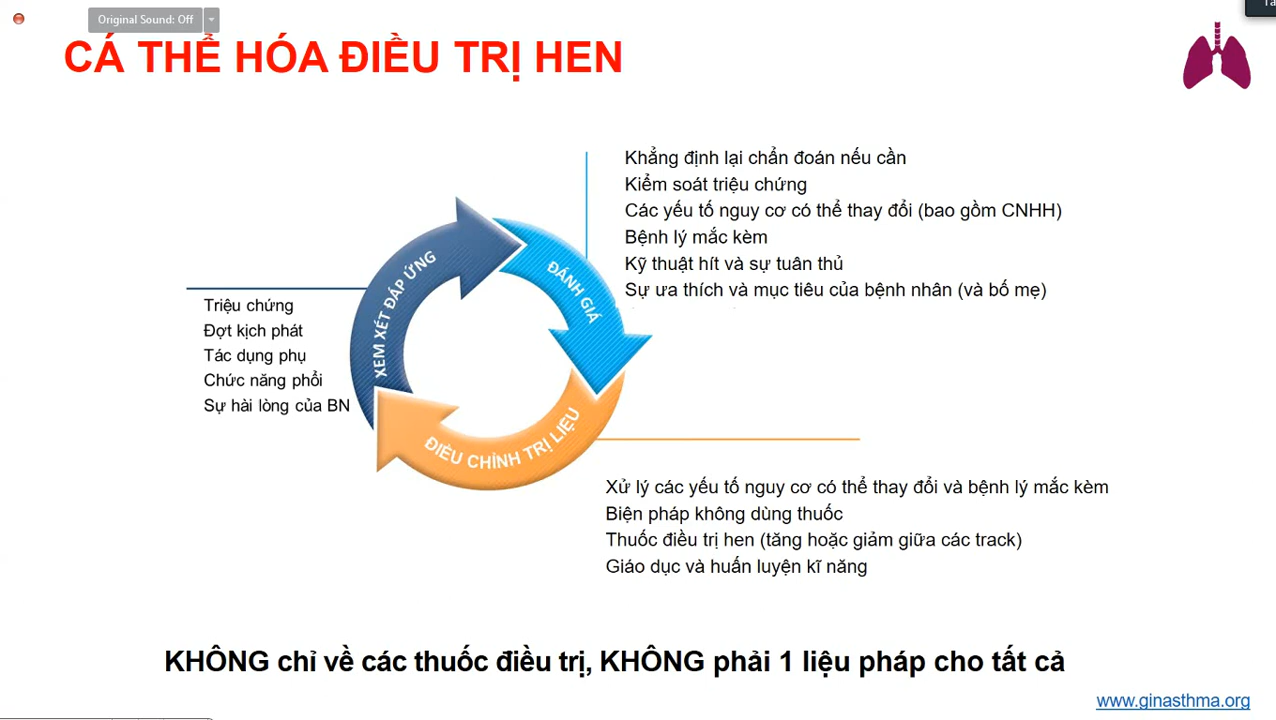 Original Sound: Off
CÁ THỂ HÓA ĐIỀU TRỊ HEN
Khẳng định lại chẩn đoán nếu cần
Kiểm soát triệu chứng
Các yếu tố nguy cơ có thể thay đổi (bao gồm CNHH)
Bệnh lý mắc kèm
Kỹ thuật hít và sự tuân thủ
Sự ưa thích và mục tiêu của bệnh nhân (và bố mẹ)
ĐÁNH GIÁ
XEM XÉT ĐÁP ỨNG
Triệu chứng
Đợt kịch phát
Tác dụng phụ
Chức năng phổi
Sự hài lòng của BN
ĐIỀU CHỈNH TRỊ LIỆU
Xử lý các yếu tố nguy cơ có thể thay đổi và bệnh lý mắc kèm
Biện pháp không dùng thuốc
Thuốc điều trị hen (tăng hoặc giảm giữa các track)
Giáo dục và huấn luyện kĩ năng
KHÔNG chỉ về các thuốc điều trị, KHÔNG phải 1 liệu pháp cho tất cả
www.ginasthma.org